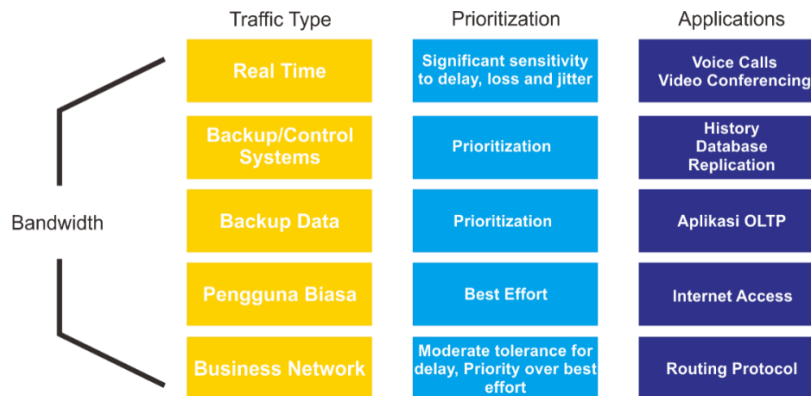 Traffic Type
Prioritization
Applications
Real Time
Significant sensitivity
to delay, loss and jitter
Voice Calls
Video Conferencing
Backup/Control
Systems
Prioritization
History
Database
Replication
Bandwidth
Backup Data
Prioritization
Aplikasi OLTP
Pengguna Biasa
Best Effort
Internet Access
Business Network
Moderate tolerance for
delay, Priority over best
effort
Routing Protocol